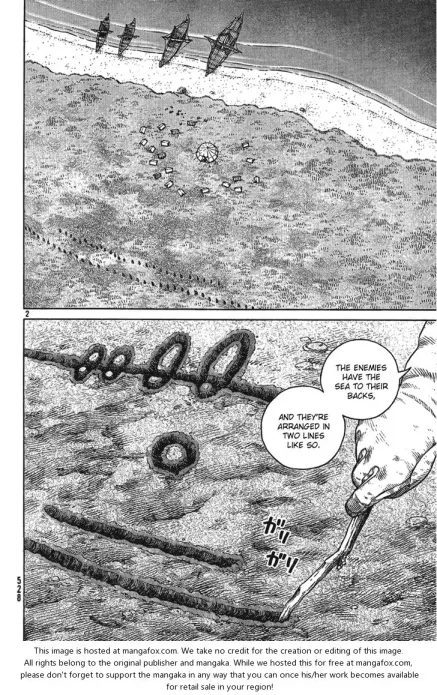 2
THE ENEMIES
HAVE THE
SEA TO THEIR
BACKS,
AND THEY'RE
ARRANGED IN
TWO LINES
LIKE SO.
ガリ
ガリ
528
This image is hosted at mangafox.com. We take no credit for the creation or editing of this image.
All rights belong to the original publisher and mangaka. While we hosted this for free at mangafox.com,
please don't forget to support the mangaka in any way that you can once his/her work becomes available
for retail sale in your region!